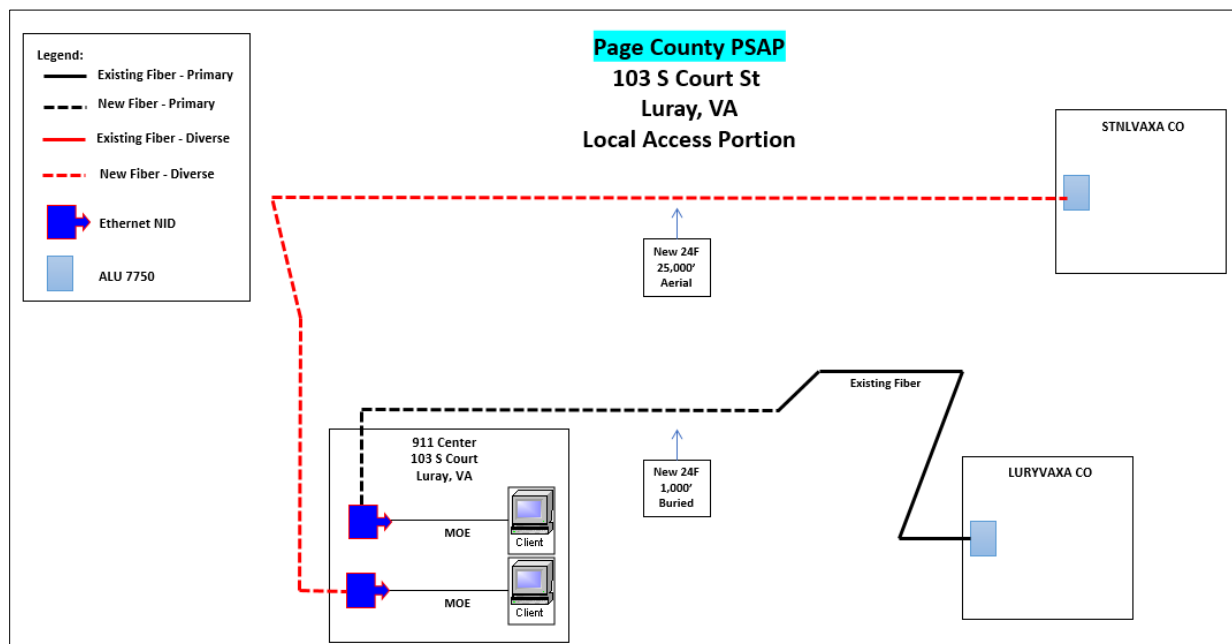 Legend:
Existing Fiber - Primary
New Fiber - Primary
Existing Fiber - Diverse
New Fiber - Diverse
Ethernet NID
ALU 7750
Page County PSAP
103 S Court St
Luray, VA
Local Access Portion
STNLVAXA CO
New 24F
25,000’
Aerial
Existing Fiber
911 Center
103 S Court
Luray, VA
MOE
Client
MOE
Client
New 24F
1,000’
Buried
LURYVAXA CO